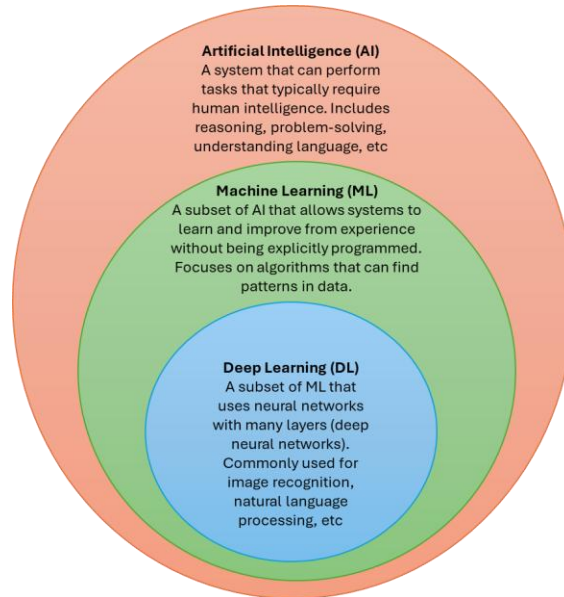 Artificial Intelligence (AI)
A system that can perform
tasks that typically require
human intelligence. Includes
reasoning, problem-solving,
understanding language, etc
Machine Learning (ML)
A subset of AI that allows systems to
learn and improve from experience
without being explicitly programmed.
Focuses on algorithms that can find
patterns in data.
Deep Learning (DL)
A subset of ML that
uses neural networks
with many layers (deep
neural networks).
Commonly used for
image recognition,
natural language
processing, etc